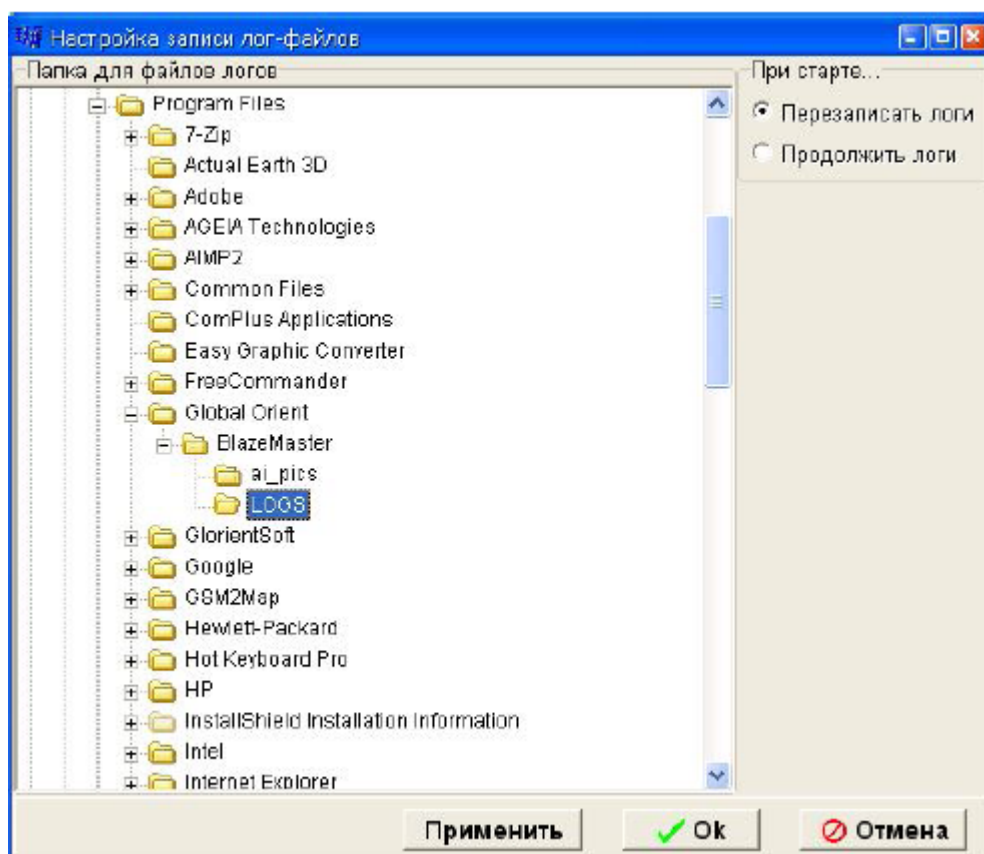 Настройка записи лог-файлов
Папка для файлов логов
При старте...
Program Files
Перезаписать логи
7-Zip
Продолжить логи
Actual Earth 3D
Adobe
AGEIA Technologies
AIMP2
Common Files
ComPlus Applications
Easy Graphic Converter
FreeCommander
Global Orient
BlazeMaster
ai_pics
LOGS
GlorientSoft
Google
GSM2Map
Hewlett-Packard
Hot Keyboard Pro
HP
InstallShield Installation Information
Intel
Internet Explorer
Применить
Ok
Отмена